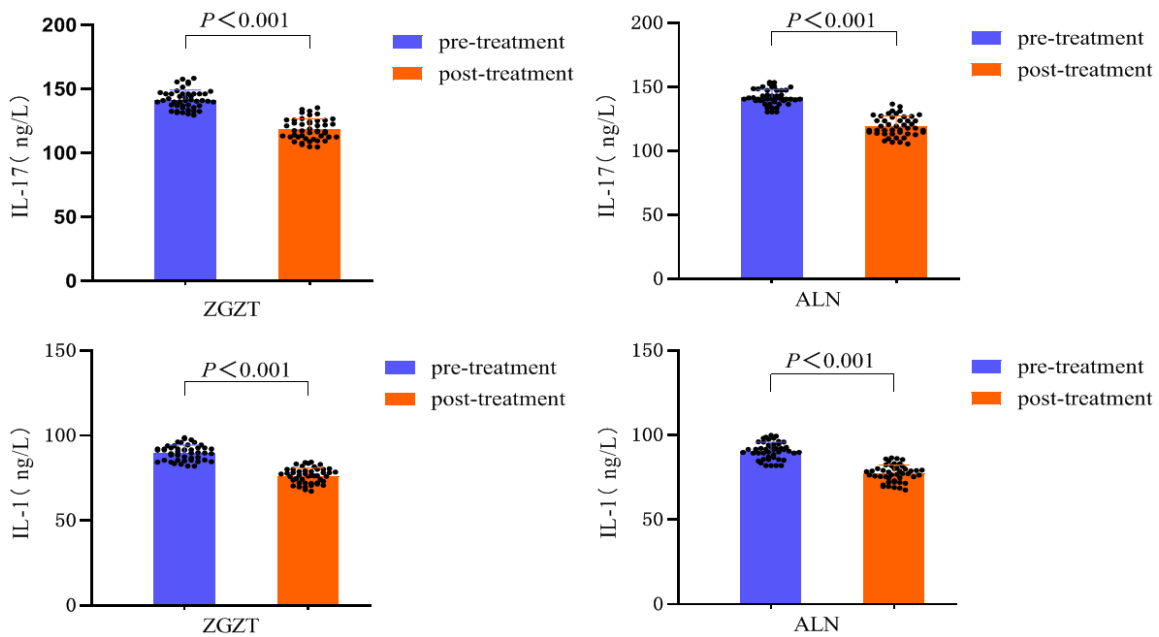 P＜0.001
pre-treatment
post-treatment
200
150
100
50
0
IL-17( ng/L)
ZGZT
P＜0.001
pre-treatment
post-treatment
200
150
100
50
0
IL-17( ng/L)
ALN
P＜0.001
pre-treatment
post-treatment
150
100
50
0
IL-1( ng/L)
ZGZT
P＜0.001
pre-treatment
post-treatment
150
100
50
0
IL-1( ng/L)
ALN